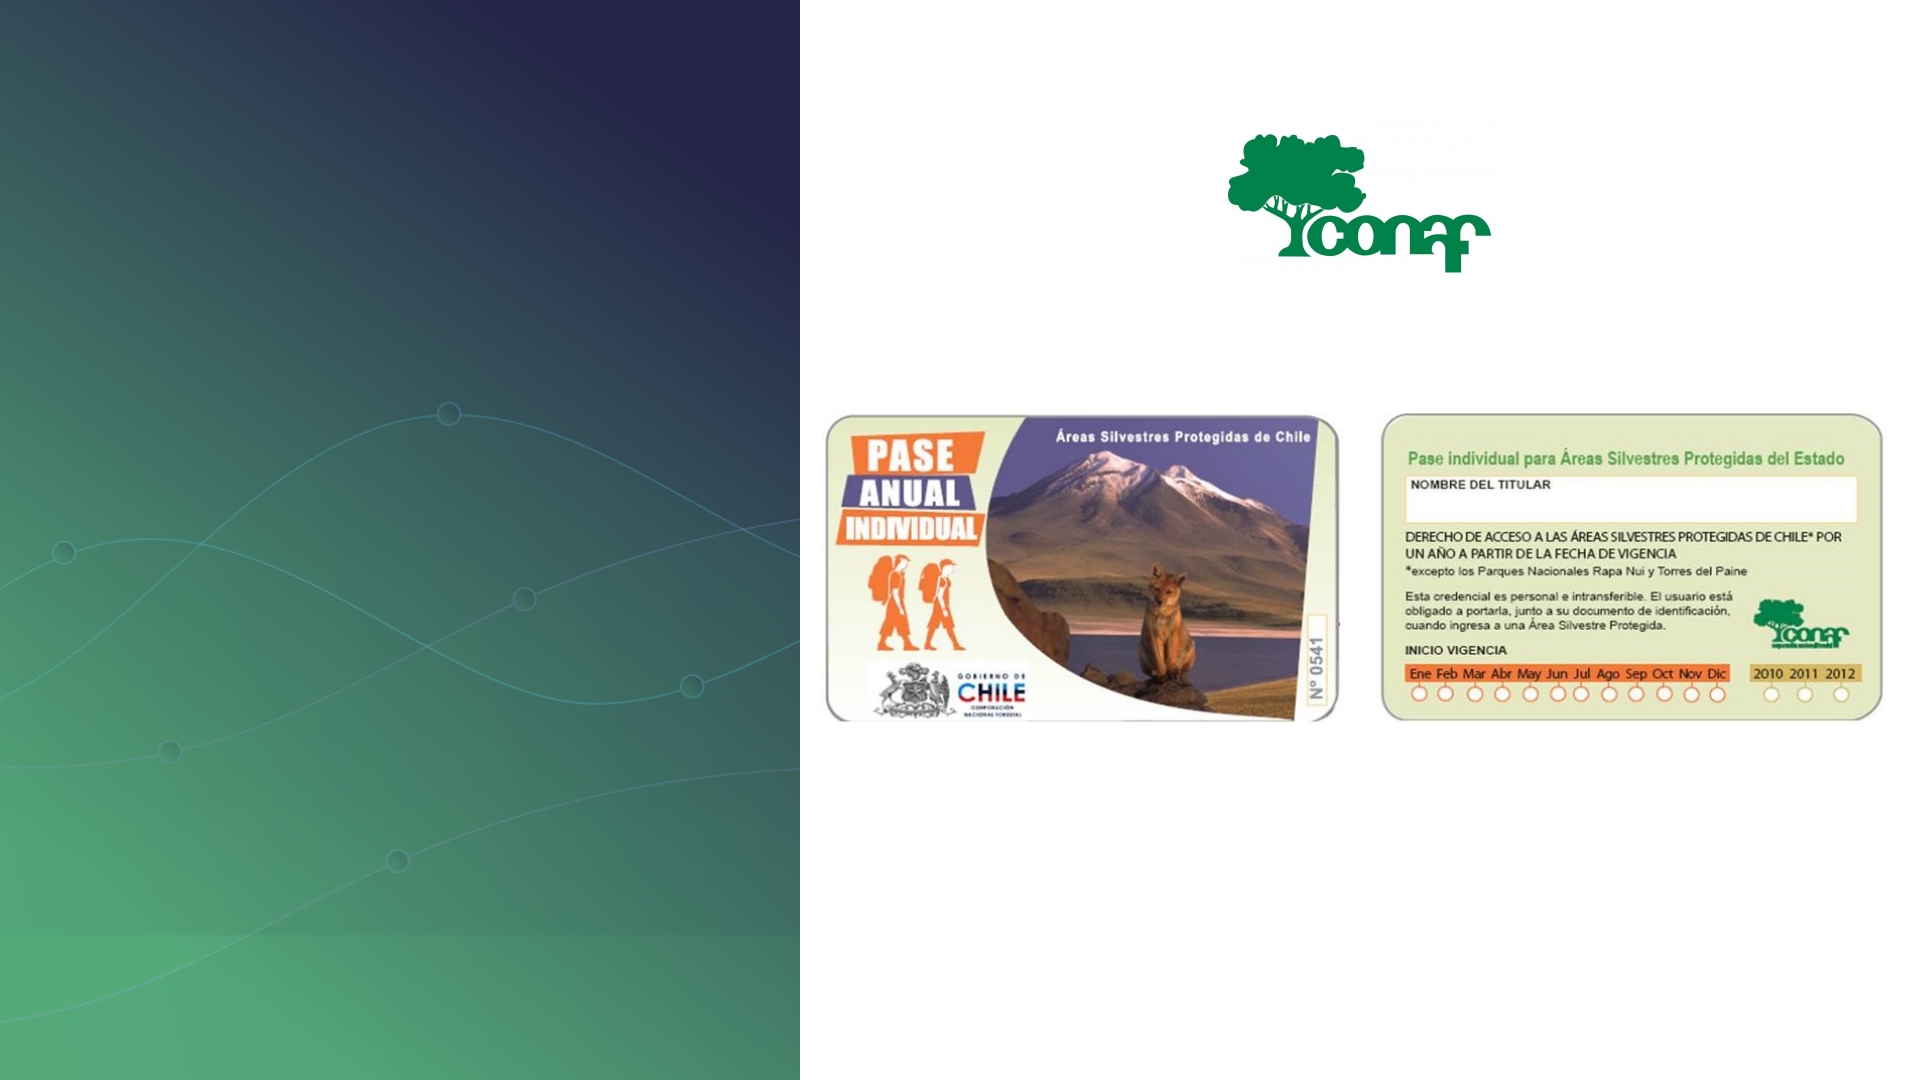 conaf
Áreas Silvestres Protegidas de Chile
PASE
ANUAL
INDIVIDUAL
GOBIERNO DE
CHILE
CORPORACIÓN
NACIONAL FORESTAL
Nº 0541
Pase individual para Áreas Silvestres Protegidas del Estado
NOMBRE DEL TITULAR
DERECHO DE ACCESO A LAS ÁREAS SILVESTRES PROTEGIDAS DE CHILE* POR
UN AÑO A PARTIR DE LA FECHA DE VIGENCIA
*excepto los Parques Nacionales Rapa Nui y Torres del Paine
Esta credencial es personal e intransferible. El usuario está
obligado a portarla, junto a su documento de identificación,
cuando ingresa a una Área Silvestre Protegida.
conaf
INICIO VIGENCIA
Ene Feb Mar Abr May Jun Jul Ago Sep Oct Nov Dic 2010 2011 2012